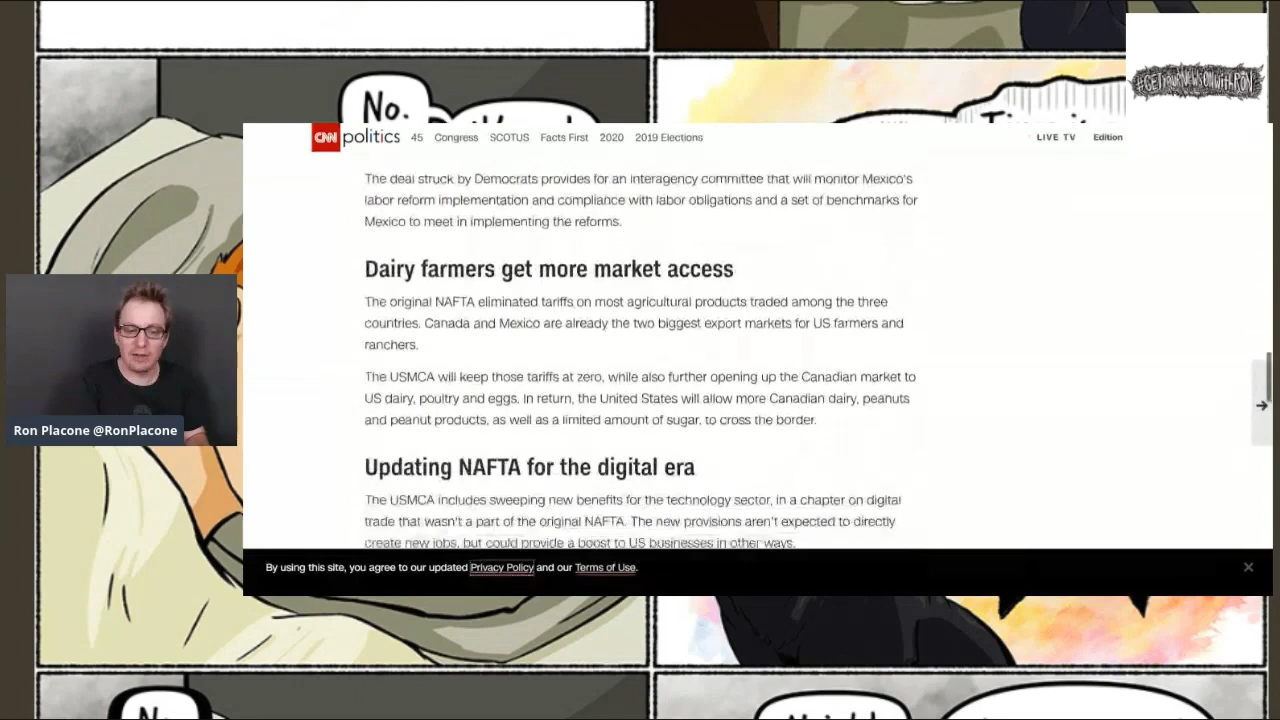 No.
#GETYOURNEWSONWITHRON
CNN politics 45 Congress SCOTUS Facts First 2020 2019 Elections LIVE TV Edition
The deal struck by Democrats provides for an interagency committee that will monitor Mexico's
labor reform implementation and compliance with labor obligations and a set of benchmarks for
Mexico to meet in implementing the reforms.
Dairy farmers get more market access
The original NAFTA eliminated tariffs on most agricultural products traded among the three
countries. Canada and Mexico are already the two biggest export markets for US farmers and
ranchers.
The USMCA will keep those tariffs at zero, while also further opening up the Canadian market to
US dairy, poultry and eggs. In return, the United States will allow more Canadian dairy, peanuts
and peanut products, as well as a limited amount of sugar, to cross the border.
Ron Placone @RonPlacone
Updating NAFTA for the digital era
The USMCA includes sweeping new benefits for the technology sector, in a chapter on digital
trade that wasn't a part of the original NAFTA. The new provisions aren't expected to directly
create new jobs, but could provide a boost to US businesses in other ways.
By using this site, you agree to our updated Privacy Policy and our Terms of Use.